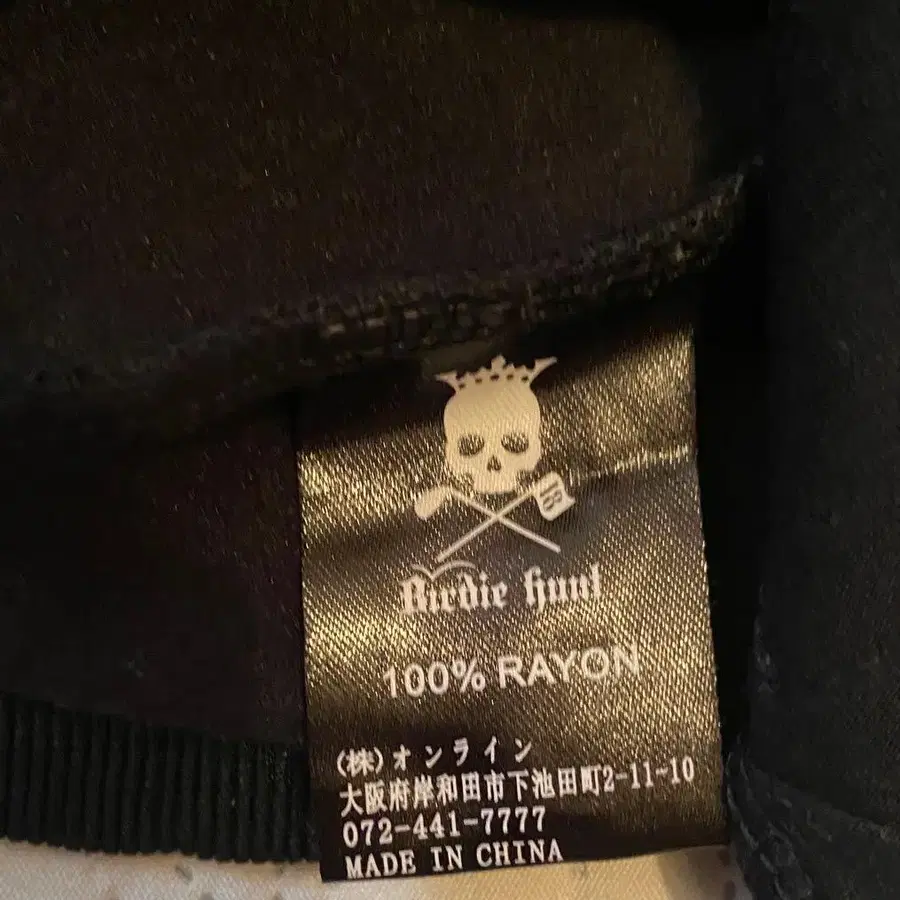 18
Birdie hunt
100% RAYON
(株)オンライン
大阪府岸和田市下池田町2-11-10
072-441-7777
MADE IN CHINA